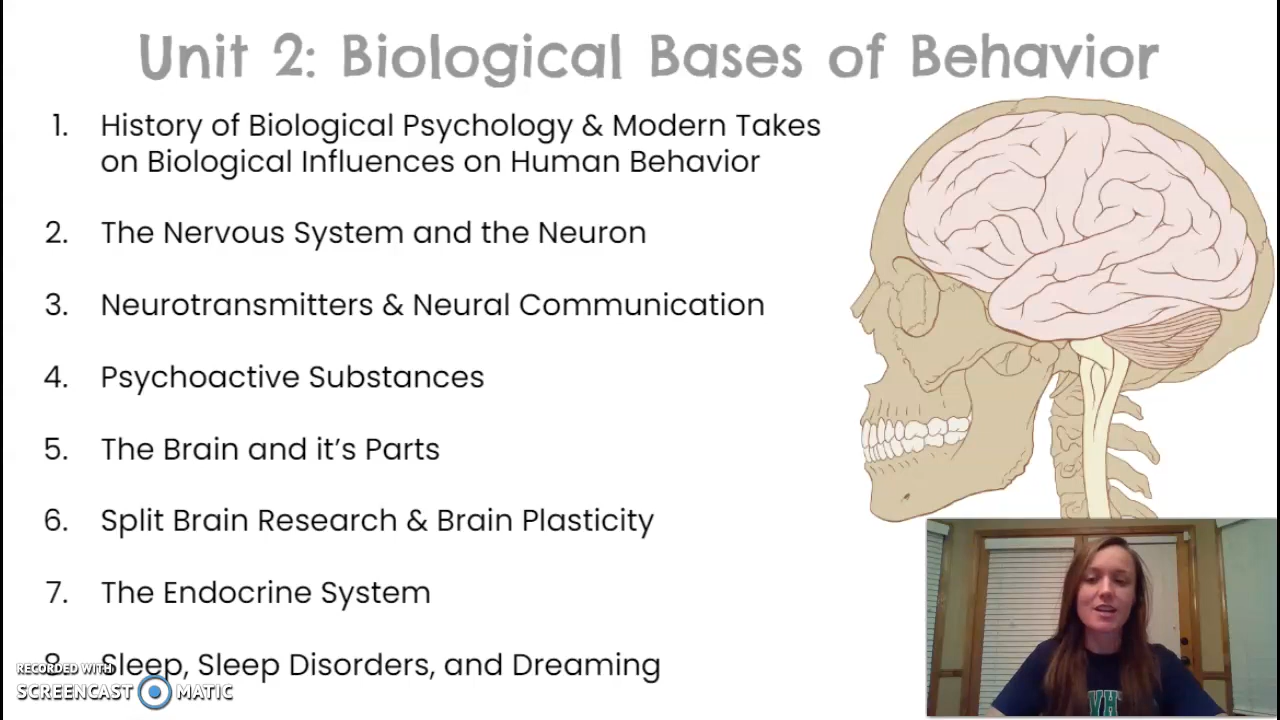 Unit 2: Biological Bases of Behavior
1. History of Biological Psychology & Modern Takes
on Biological Influences on Human Behavior
2. The Nervous System and the Neuron
3. Neurotransmitters & Neural Communication
4. Psychoactive Substances
5. The Brain and it's Parts
6. Split Brain Research & Brain Plasticity
7. The Endocrine System
8. Sleep, Sleep Disorders, and Dreaming
RECORDED WITH
SCREENCAST MATIC